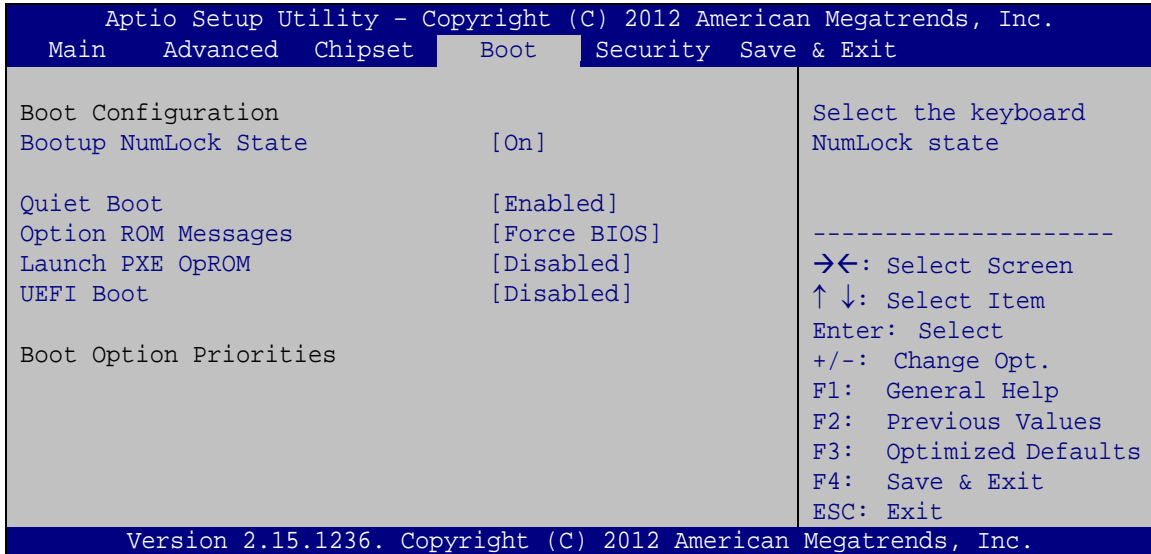 Aptio Setup Utility – Copyright (C) 2012 American Megatrends, Inc.
Main Advanced Chipset Boot Security Save & Exit
Boot Configuration
Bootup NumLock State [On]
Quiet Boot [Enabled]
Option ROM Messages [Force BIOS]
Launch PXE OpROM [Disabled]
UEFI Boot [Disabled]
Boot Option Priorities
Select the keyboard
NumLock state
---------------------
→←: Select Screen
↑ ↓: Select Item
Enter: Select
+/-: Change Opt.
F1: General Help
F2: Previous Values
F3: Optimized Defaults
F4: Save & Exit
ESC: Exit
Version 2.15.1236. Copyright (C) 2012 American Megatrends, Inc.